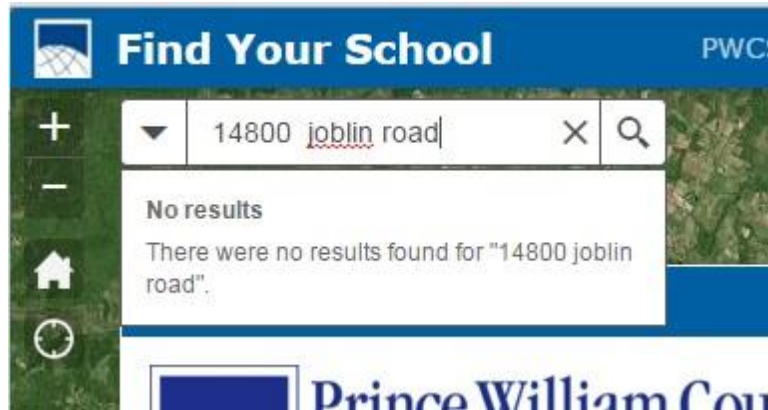 Find Your School
PWCS
+
14800  joblin road
−
No results
There were no results found for "14800 joblin
road".
Prince William Cou